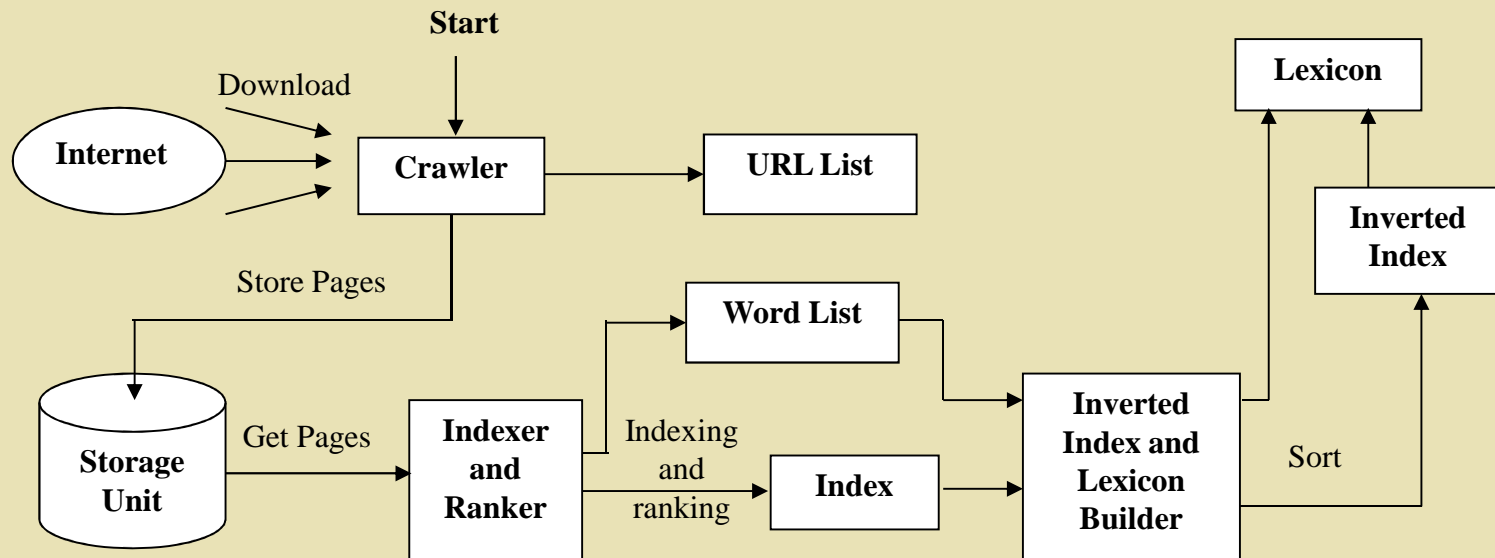 Start
Download
Internet
Crawler
URL List
Lexicon
Inverted
Index
Store Pages
Word List
Storage
Unit
Get Pages
Indexer
and
Ranker
Indexing
and
ranking
Index
Inverted
Index and
Lexicon
Builder
Sort